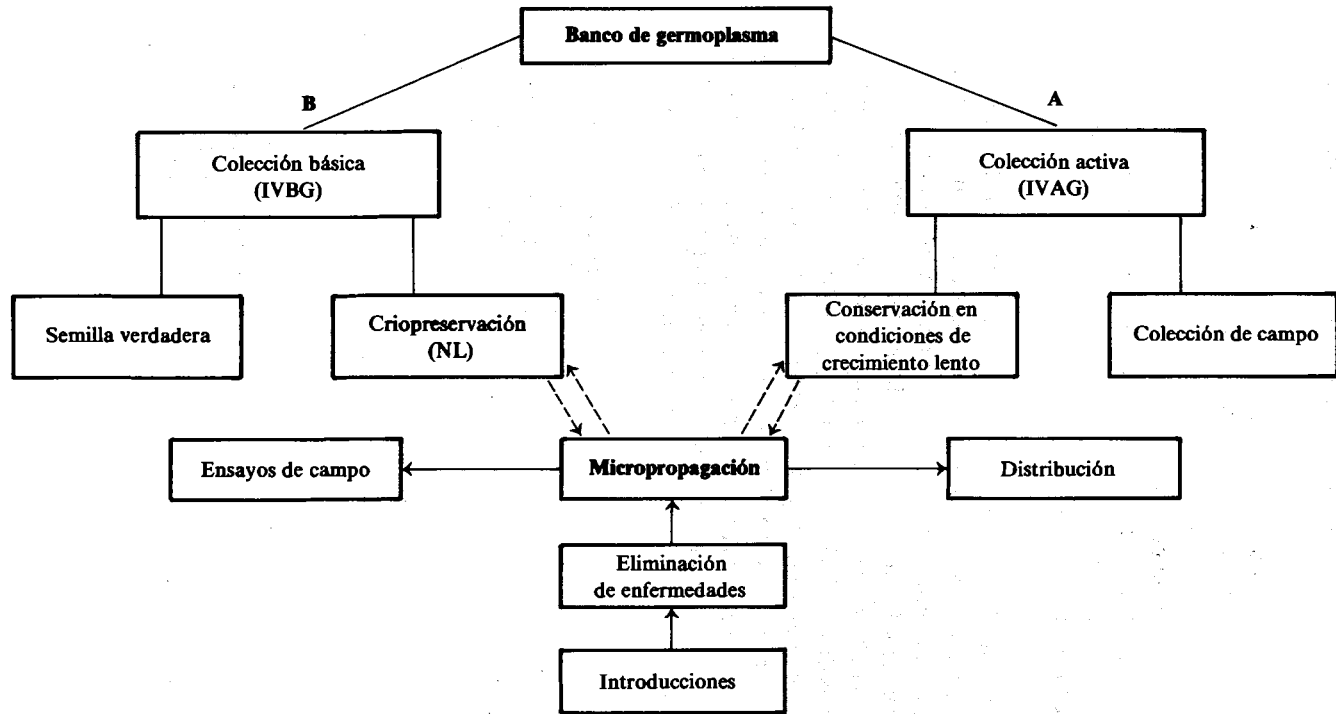 Banco de germoplasma
B
A
Colección básica
(IVBG)
Colección activa
(IVAG)
Semilla verdadera
Criopreservación
(NL)
Conservación en
condiciones de
crecimiento lento
Colección de campo
Ensayos de campo
Micropropagación
Distribución
Eliminación
de enfermedades
Introducciones